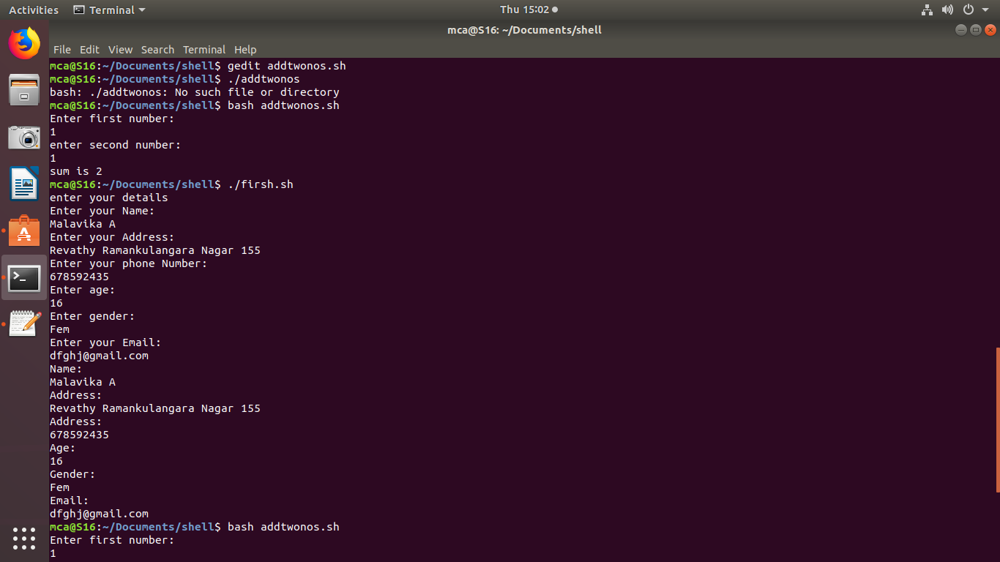 Activities Terminal Thu 15:02
mca@S16: ~/Documents/shell
File Edit View Search Terminal Help
mca@S16:~/Documents/shell$ gedit addtwonos.sh
mca@S16:~/Documents/shell$ ./addtwonos
bash: ./addtwonos: No such file or directory
mca@S16:~/Documents/shell$ bash addtwonos.sh
Enter first number:
1
enter second number:
1
sum is 2
mca@S16:~/Documents/shell$ ./firsh.sh
enter your details
Enter your Name:
Malavika A
Enter your Address:
Revathy Ramankulangara Nagar 155
Enter your phone Number:
678592435
Enter age:
16
Enter gender:
Fem
Enter your Email:
dfghj@gmail.com
Name:
Malavika A
Address:
Revathy Ramankulangara Nagar 155
Address:
678592435
Age:
16
Gender:
Fem
Email:
dfghj@gmail.com
mca@S16:~/Documents/shell$ bash addtwonos.sh
Enter first number:
1